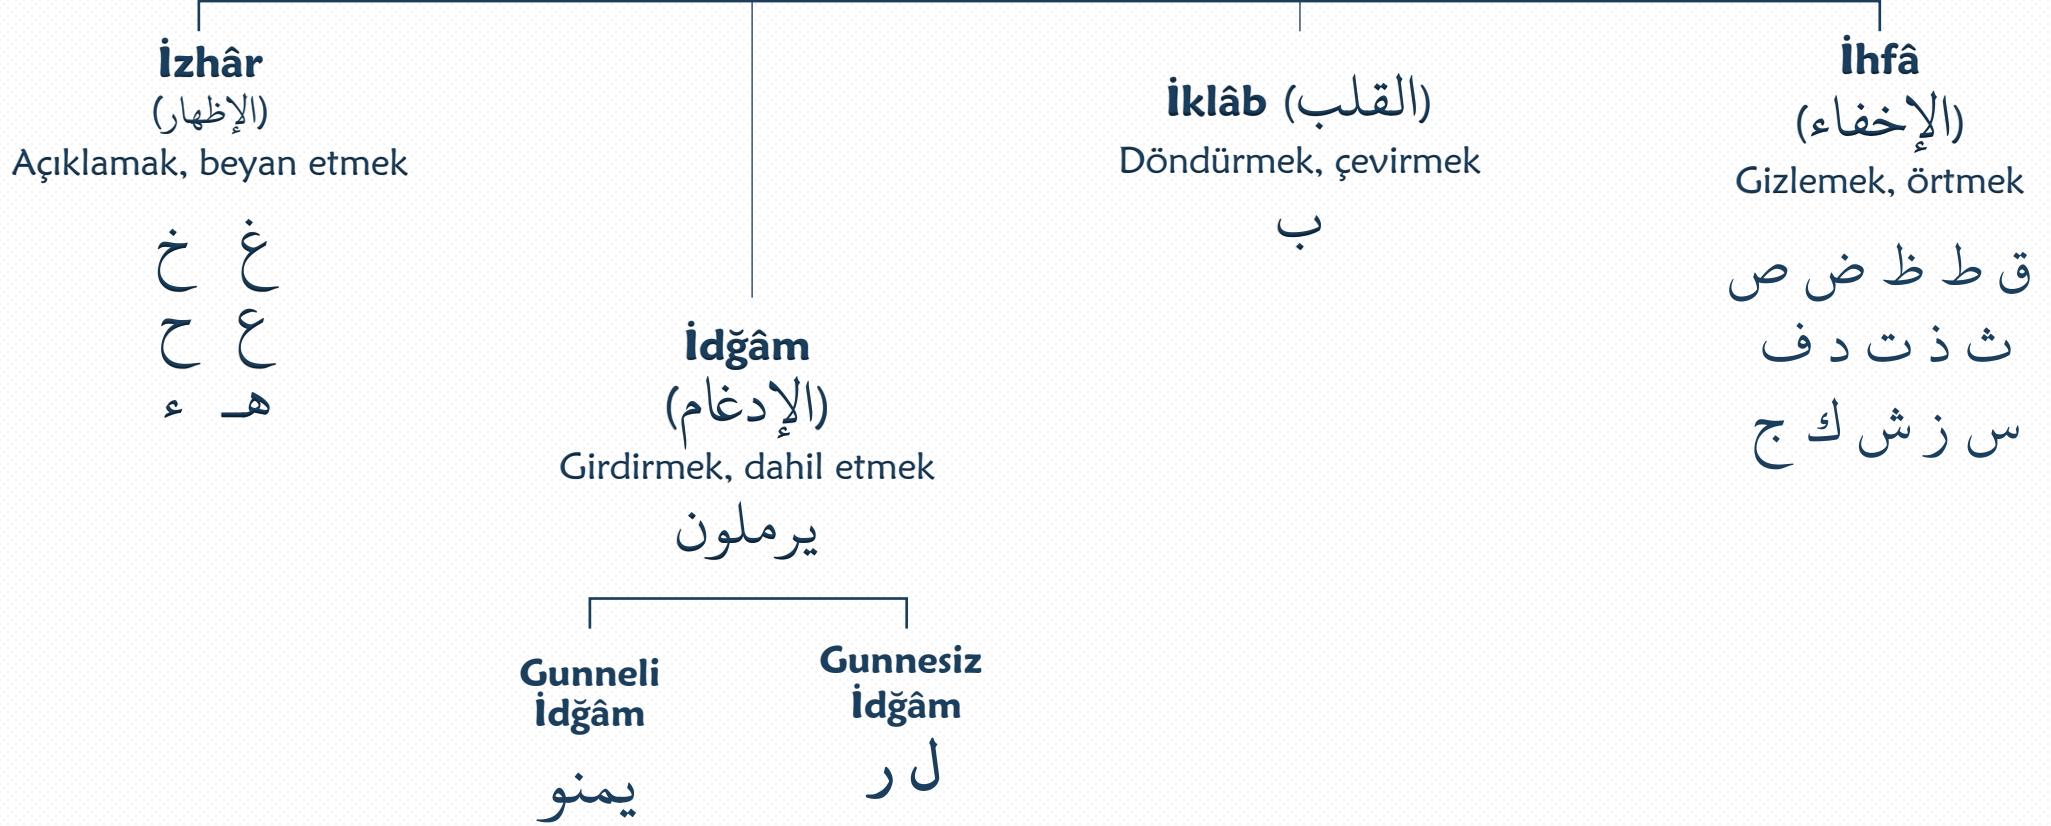 İzhâr
(الإظهار)
Açıklamak, beyan etmek
غ خ
ع ح
هـ ء
İdğâm
(الإدغام)
Girdirmek, dahil etmek
يرملون
Gunneli
İdğâm
يمنو
Gunnesiz
İdğâm
ل ر
İklâb (القلب)
Döndürmek, çevirmek
ب
İhfâ
(الإخفاء)
Gizlemek, örtmek
ق ط ظ ض ص
ث ذ ت د ف
س ز ش ك ج